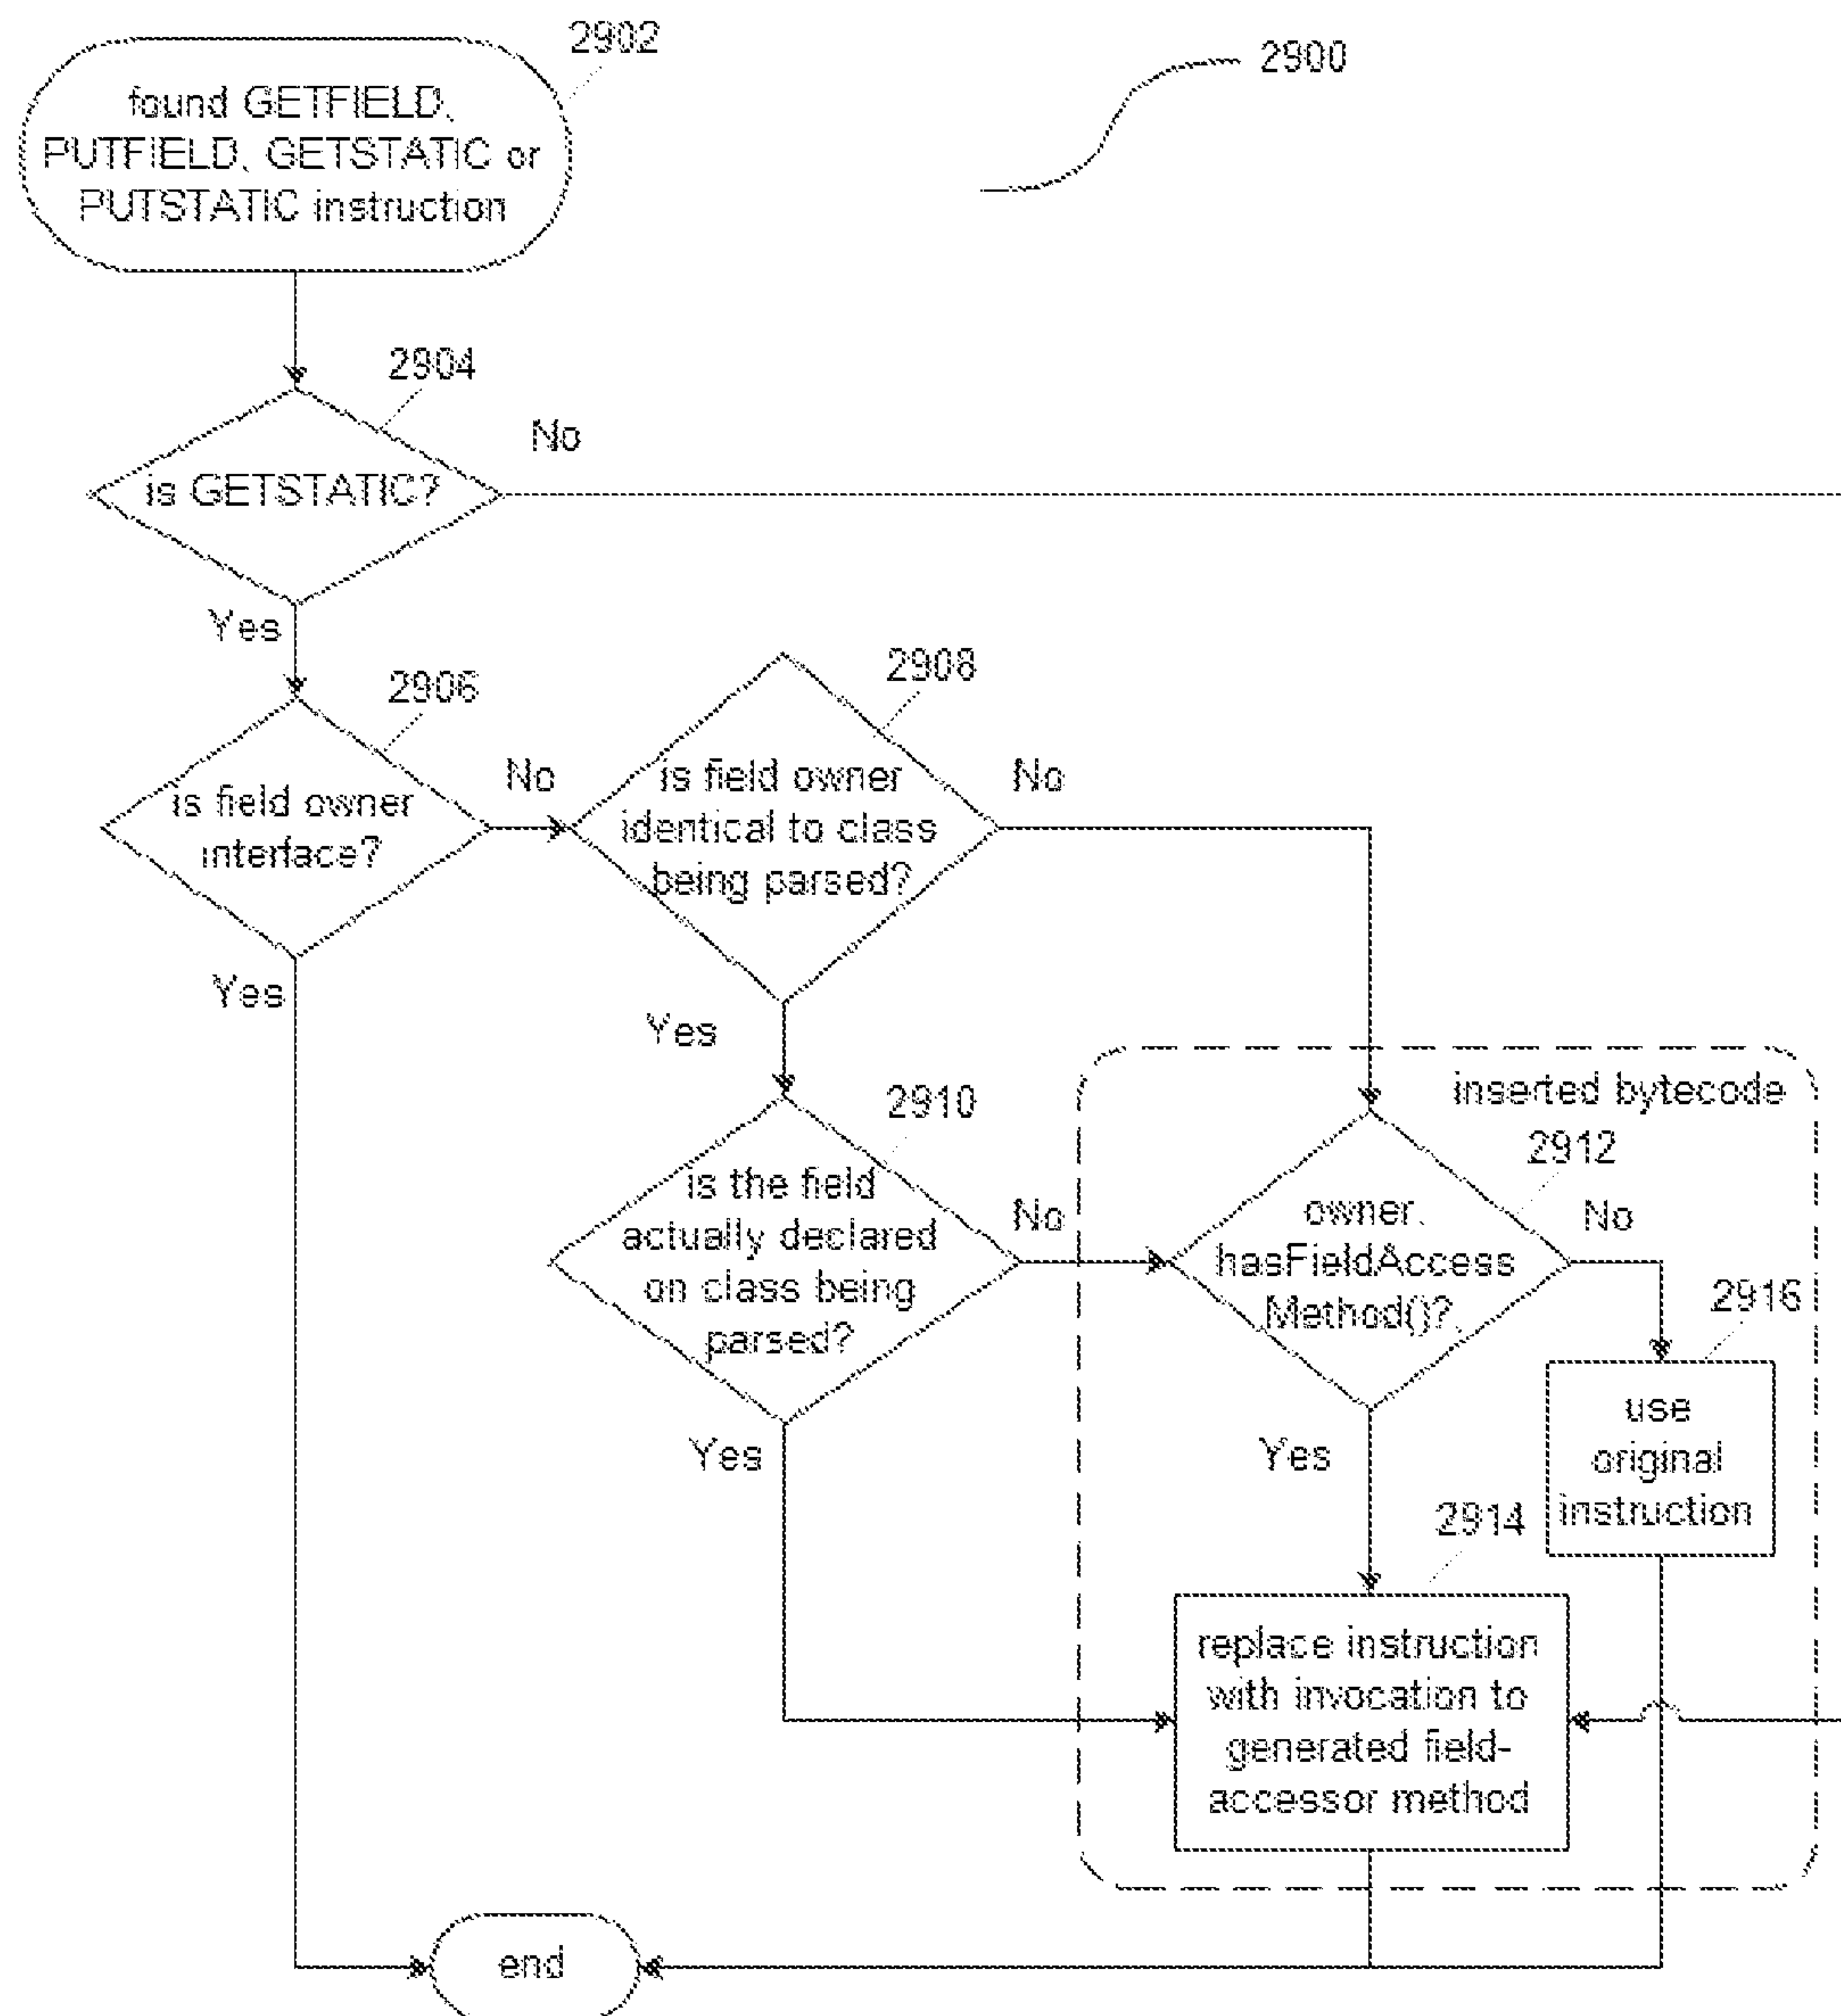 2902
2900
found GETFIELD,
PUTFIELD, GETSTATIC or
PUTSTATIC instruction
2904
No
is GETSTATIC?
Yes
2906
2908
No
No
is field owner
interface?
is field owner
identical to class
being parsed?
Yes
Yes
inserted bytecode
2910
2912
is the field
actually declared
on class being
parsed?
No
owner.
hasFieldAccess
Method()?
No
2916
Yes
Yes
use
original
instruction
2914
replace instruction
with invocation to
generated field-
accessor method
end